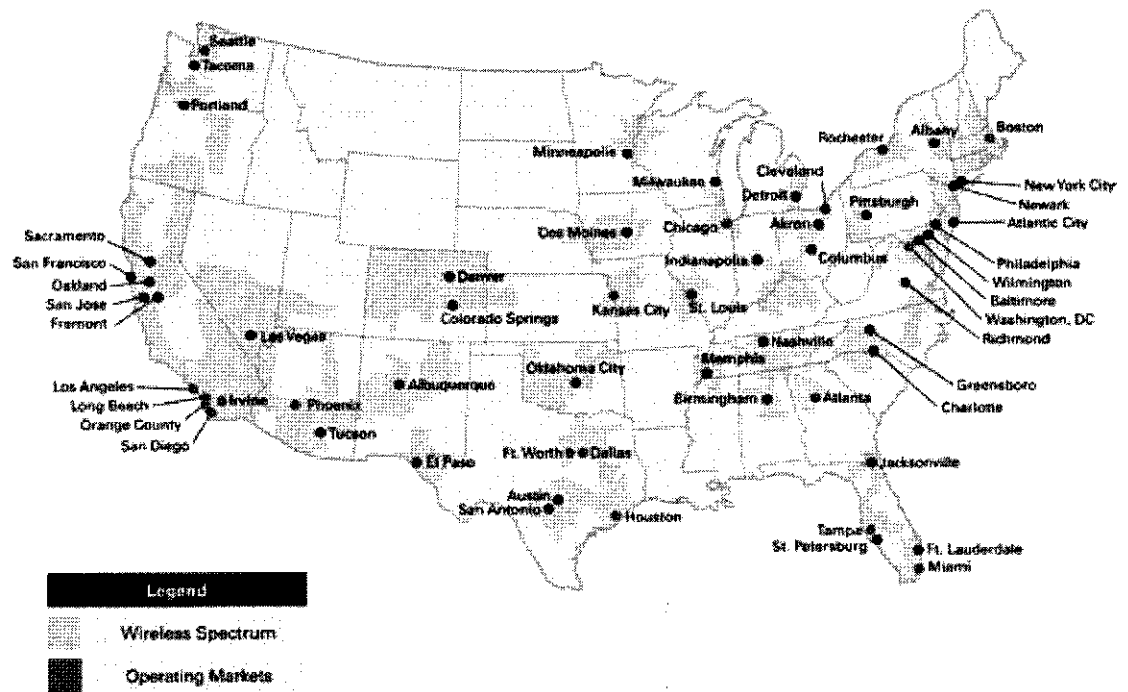 Seattle
Tacoma
Portland
Minneapolis
Milwaukee
Cleveland
Detroit
Rochester
Albany
Boston
New York City
Newark
Pittsburgh
Atlantic City
Des Moines
Chicago
Akron
Indianapolis
Columbus
Philadelphia
Wilmington
Baltimore
Washington, DC
Richmond
Sacramento
San Francisco
Oakland
San Jose
Fremont
Denver
Colorado Springs
Kansas City
St. Louis
Las Vegas
Nashville
Memphis
Oklahoma City
Albuquerque
Greensboro
Charlotte
Los Angeles
Long Beach
Orange County
San Diego
Irvine
Phoenix
Tucson
Birmingham
Atlanta
El Paso
Ft. Worth
Dallas
Jacksonville
Austin
San Antonio
Houston
Tampa
St. Petersburg
Ft. Lauderdale
Miami
Legend
Wireless Spectrum
Operating Markets